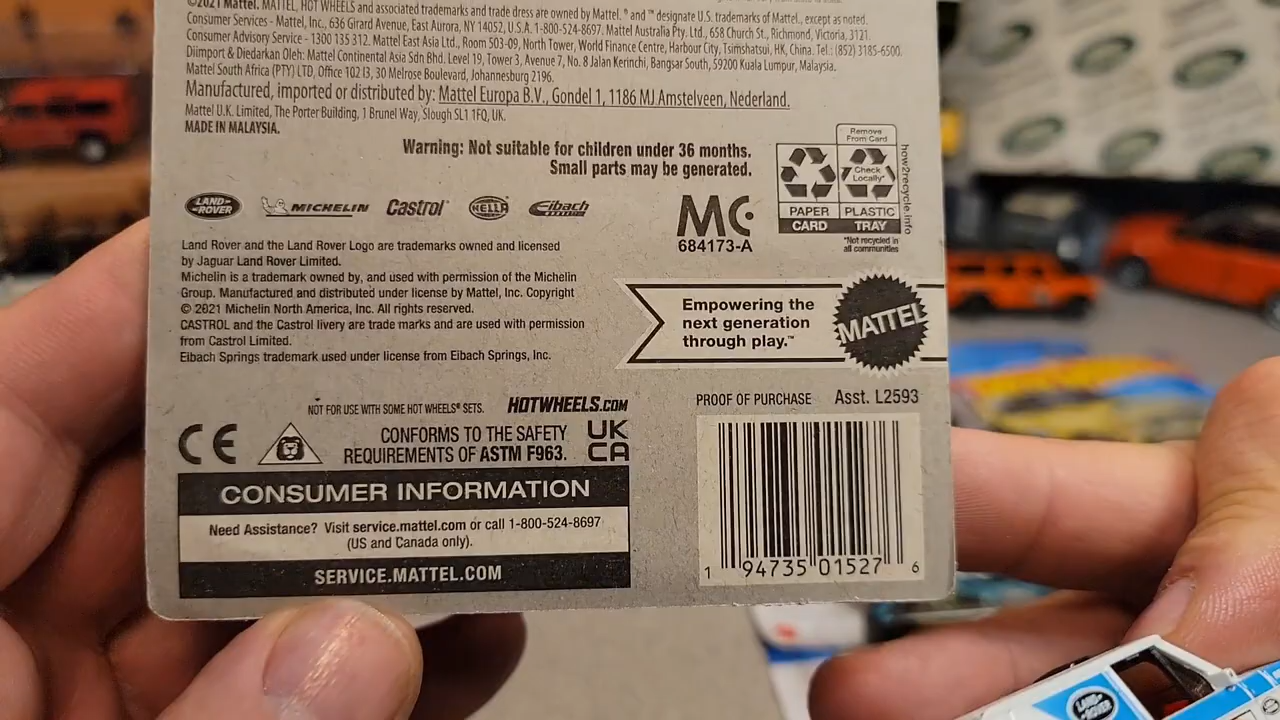 ©2021 Mattel. MATTEL, HOT WHEELS and associated trademarks and trade dress are owned by Mattel. ® and ™ designate U.S. trademarks of Mattel, except as noted.
Consumer Services - Mattel, Inc., 636 Girard Avenue, East Aurora, NY 14052, U.S.A. 1-800-524-8697. Mattel Australia Pty. Ltd., 658 Church St., Richmond, Victoria, 3121.
Consumer Advisory Service - 1300 135 312. Mattel East Asia Ltd., Room 503-09, North Tower, World Finance Centre, Harbour City, Tsimshatsui, HK, China. Tel.: (852) 3185-6500.
Diimport & Diedarkan Oleh: Mattel Continental Asia Sdn Bhd. Level 19, Tower 3, Avenue 7, No. 8 Jalan Kerinchi, Bangsar South, 59200 Kuala Lumpur, Malaysia.
Mattel South Africa (PTY) LTD, Office 102 I3, 30 Melrose Boulevard, Johannesburg 2196.
Manufactured, imported or distributed by: Mattel Europa B.V., Gondel 1, 1186 MJ Amstelveen, Nederland.
Mattel U.K. Limited, The Porter Building, 1 Brunel Way, Slough SL1 1FQ, UK.
MADE IN MALAYSIA.
Warning: Not suitable for children under 36 months.
Small parts may be generated.
Remove
From Card
Check
Locally*
PAPER
PLASTIC
CARD
TRAY
*Not recycled in
all communities
how2recycle.info
LAND-
ROVER
MICHELIN
Castrol
HELLA
Eibach
MC
684173-A
Land Rover and the Land Rover Logo are trademarks owned and licensed
by Jaguar Land Rover Limited.
Michelin is a trademark owned by, and used with permission of the Michelin
Group. Manufactured and distributed under license by Mattel, Inc. Copyright
© 2021 Michelin North America, Inc. All rights reserved.
CASTROL and the Castrol livery are trade marks and are used with permission
from Castrol Limited.
Eibach Springs trademark used under license from Eibach Springs, Inc.
Empowering the
next generation
through play.™
MATTEL
NOT FOR USE WITH SOME HOT WHEELS® SETS.
HOTWHEELS.COM
PROOF OF PURCHASE
Asst. L2593
CE
CONFORMS TO THE SAFETY
REQUIREMENTS OF ASTM F963.
UK
CA
CONSUMER INFORMATION
Need Assistance? Visit service.mattel.com or call 1-800-524-8697
(US and Canada only).
SERVICE.MATTEL.COM
1 94735 01527 6
LAND-
ROVER